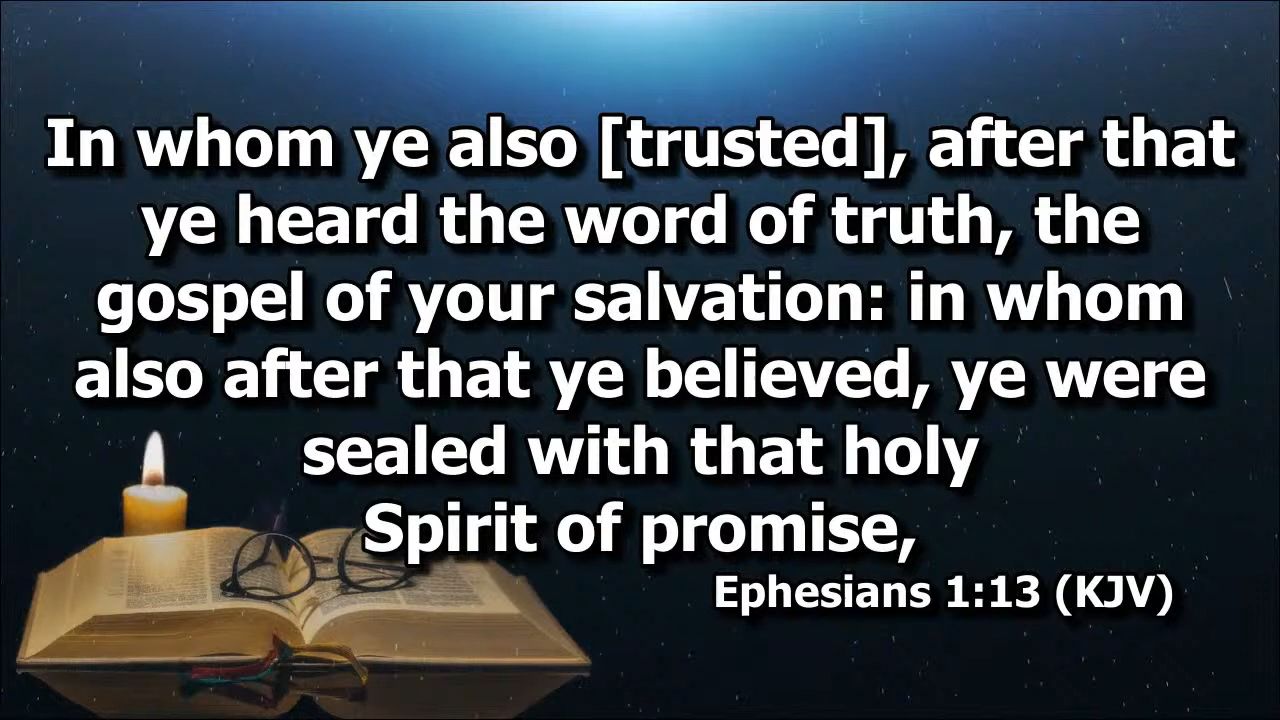 In whom ye also [trusted], after that
ye heard the word of truth, the
gospel of your salvation: in whom
also after that ye believed, ye were
sealed with that holy
Spirit of promise,
Ephesians 1:13 (KJV)